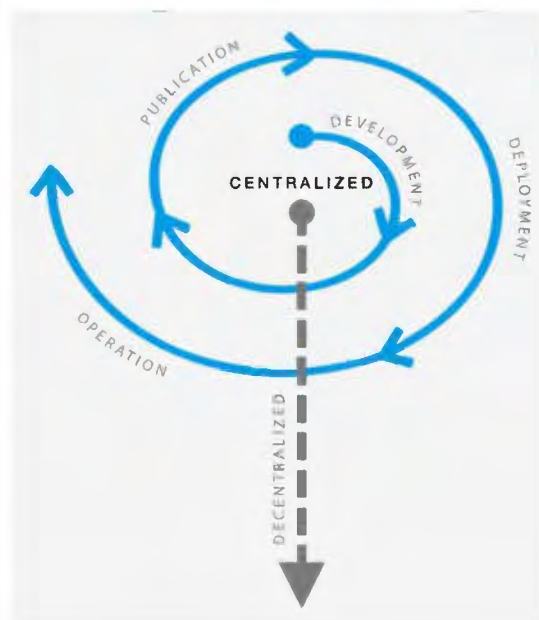 PUBLICATION
DEVELOPMENT
DEPLOYMENT
CENTRALIZED
OPERATION
DECENTRALIZED